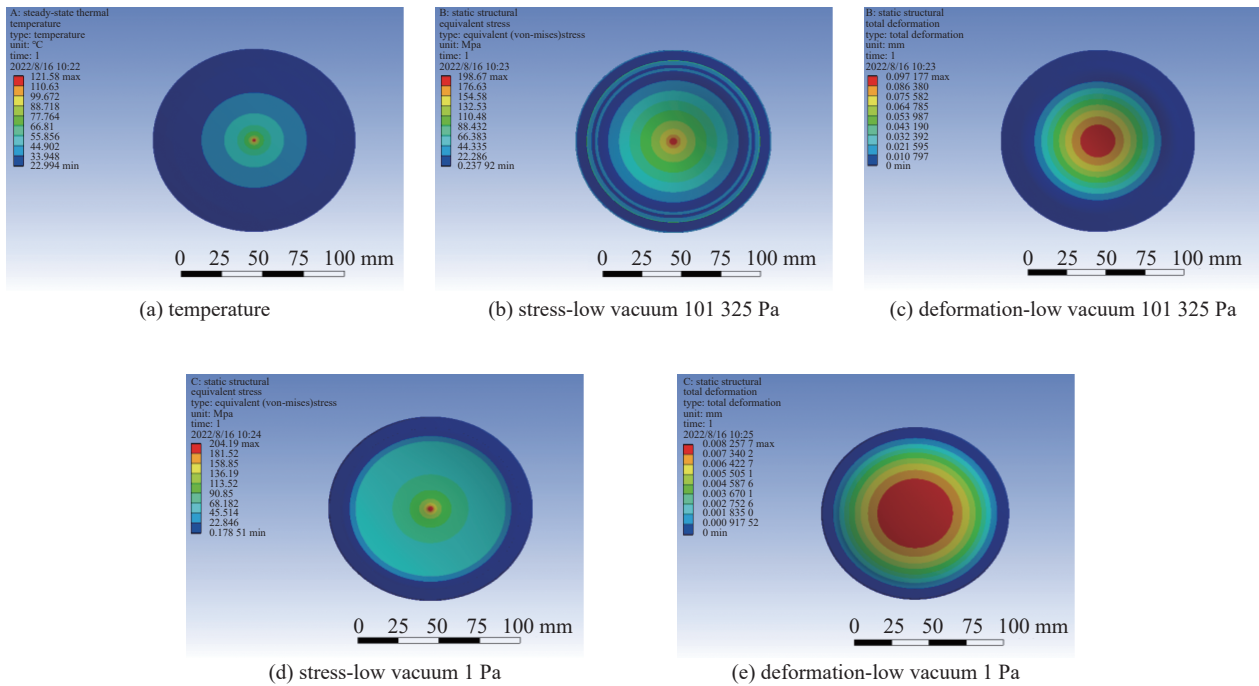 A: steady-state thermal
temperature
type: temperature
unit: °C
time: 1
2022/8/16 10:22
121.58 max
110.63
99.672
88.718
77.764
66.81
55.856
44.902
33.948
22.994 min
0 25 50 75 100 mm
(a) temperature
B: static structural
equivalent stress
type: equivalent (von-mises)stress
unit: Mpa
time: 1
2022/8/16 10:23
198.67 max
176.63
154.58
132.53
110.48
88.432
66.383
44.335
22.286
0.237 92 min
0 25 50 75 100 mm
(b) stress-low vacuum 101 325 Pa
B: static structural
total deformation
type: total deformation
unit: mm
time: 1
2022/8/16 10:23
0.097 177 max
0.086 380
0.075 582
0.064 785
0.053 987
0.043 190
0.032 392
0.021 595
0.010 797
0 min
0 25 50 75 100 mm
(c) deformation-low vacuum 101 325 Pa
C: static structural
equivalent stress
type: equivalent (von-mises)stress
unit: Mpa
time: 1
2022/8/16 10:24
204.19 max
181.52
158.85
136.19
113.52
90.85
68.182
45.514
22.846
0.178 51 min
0 25 50 75 100 mm
(d) stress-low vacuum 1 Pa
C: static structural
total deformation
type: total deformation
unit: mm
time: 1
2022/8/16 10:25
0.008 257 7 max
0.007 340 2
0.006 422 7
0.005 505 1
0.004 587 6
0.003 670 1
0.002 752 6
0.001 835 0
0.000 917 52
0 min
0 25 50 75 100 mm
(e) deformation-low vacuum 1 Pa